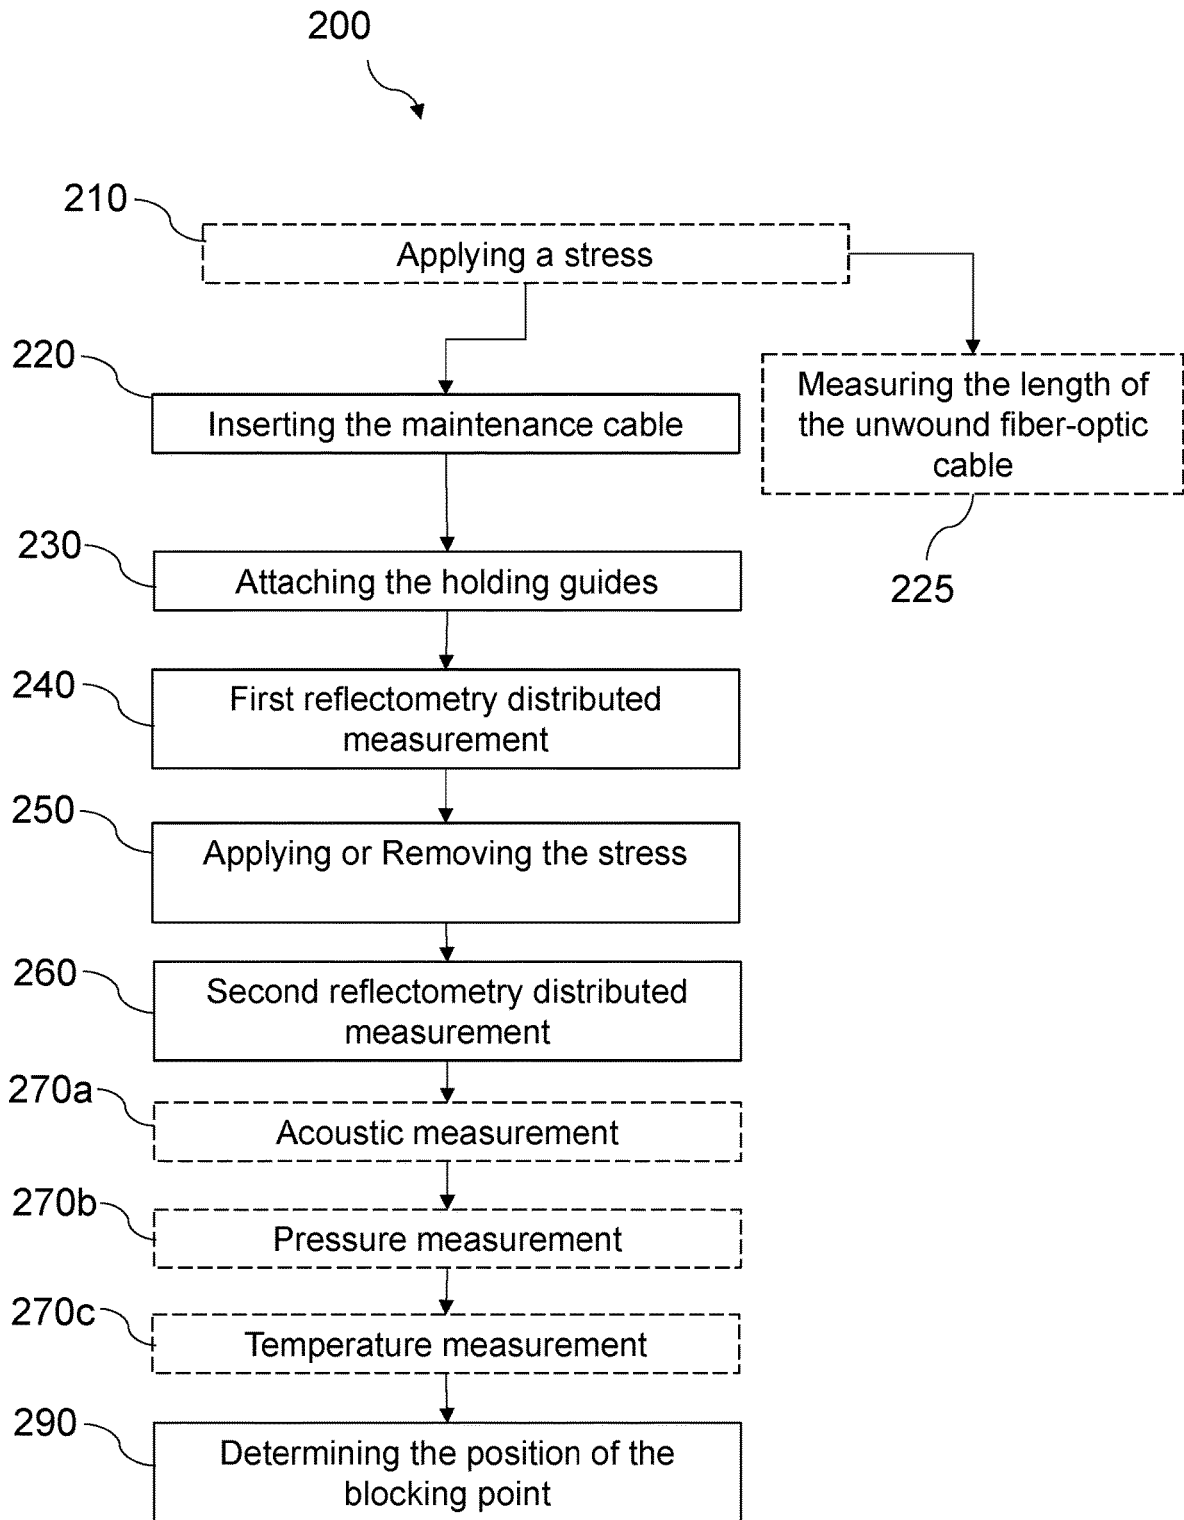 200
210
Applying a stress
220
Inserting the maintenance cable
Measuring the length of
the unwound fiber-optic
cable
225
230
Attaching the holding guides
240
First reflectometry distributed
measurement
250
Applying or Removing the stress
260
Second reflectometry distributed
measurement
270a
Acoustic measurement
270b
Pressure measurement
270c
Temperature measurement
290
Determining the position of the
blocking point